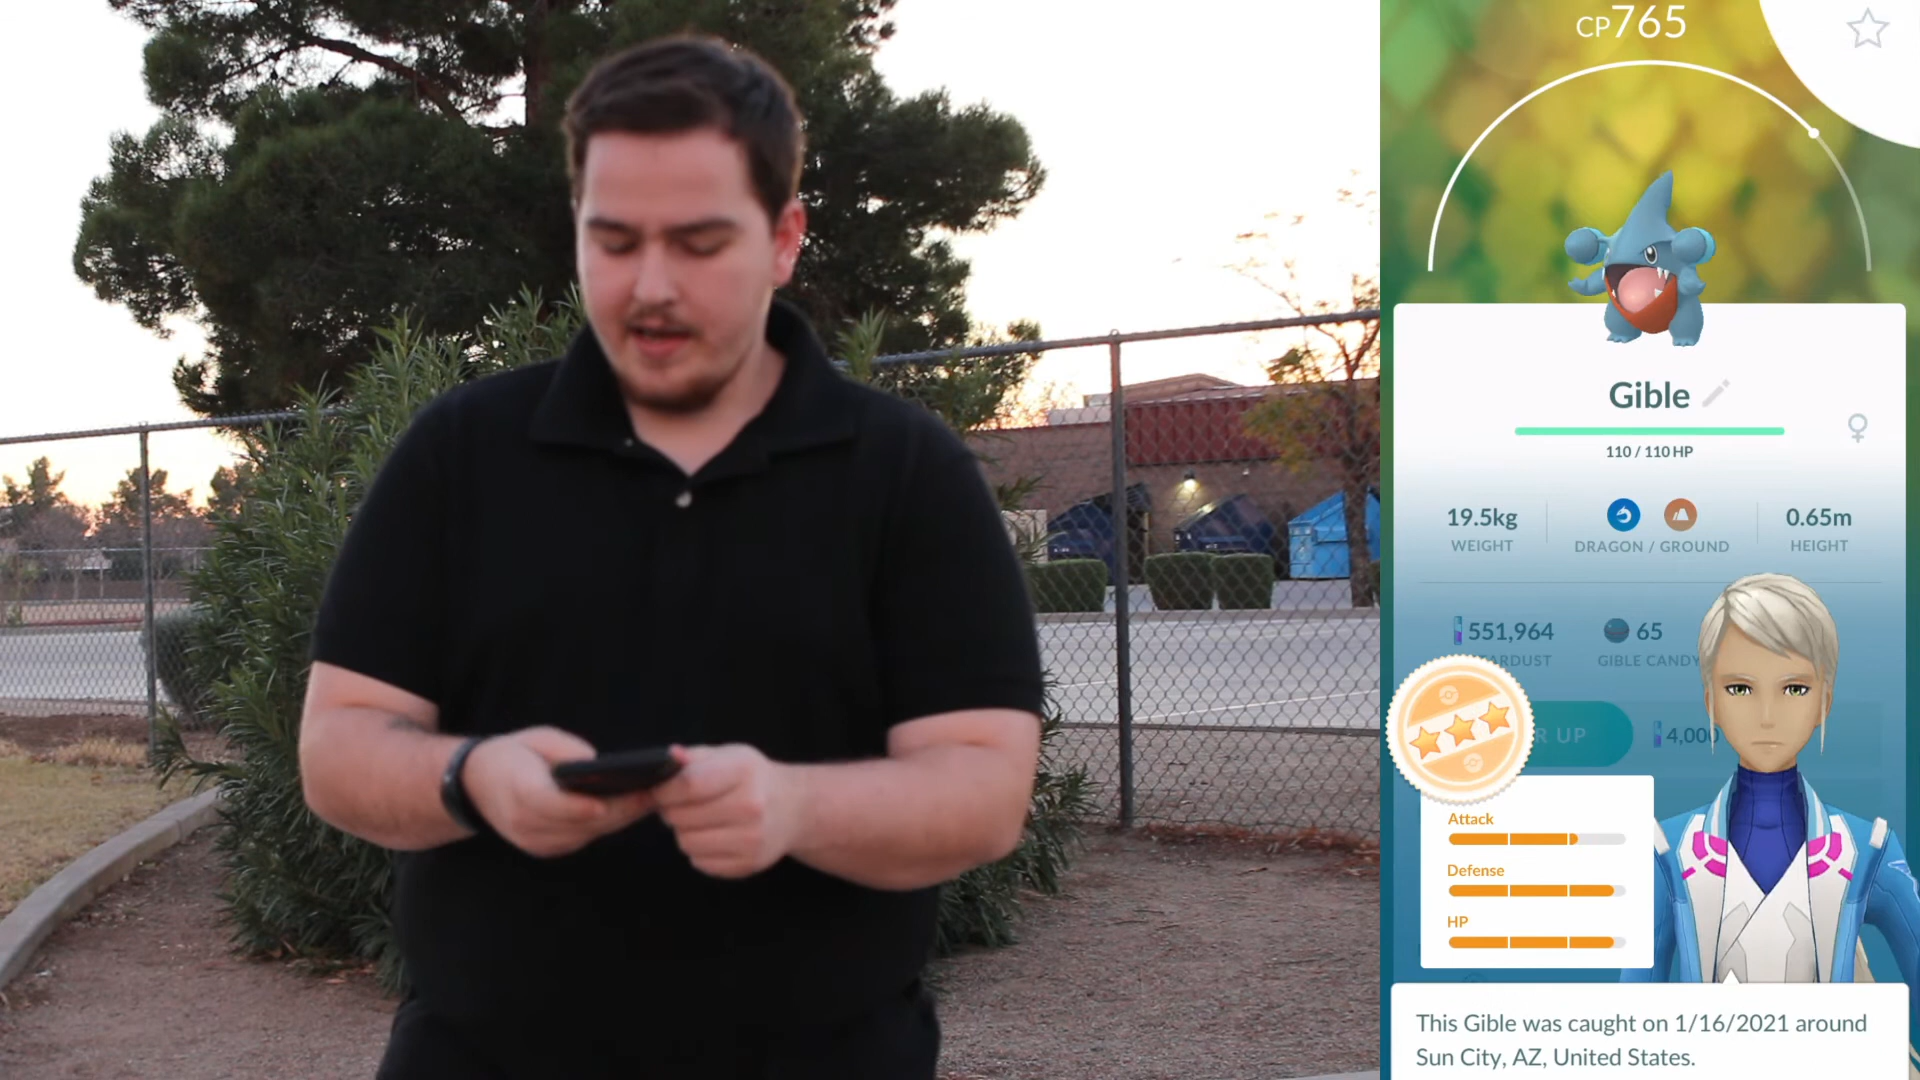 CP765
Gible
110 / 110 HP
19.5kg
WEIGHT
DRAGON / GROUND
0.65m
HEIGHT
551,964
65
GIBLE CANDY
R UP
4,000
Attack
Defense
HP
This Gible was caught on 1/16/2021 around
Sun City, AZ, United States.